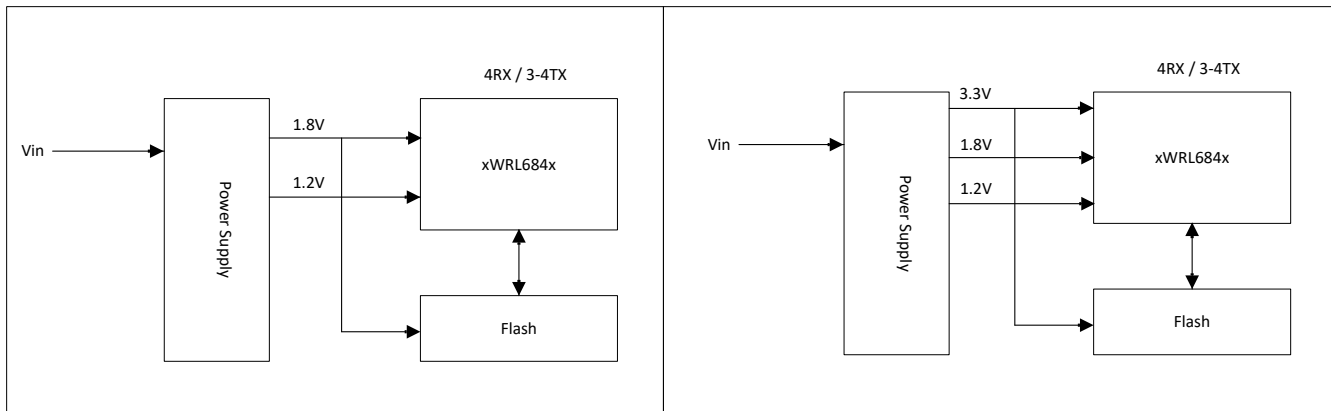 4RX / 3-4TX
1.8V
Vin
xWRL684x
Power Supply
1.2V
Flash
4RX / 3-4TX
3.3V
Vin
1.8V
xWRL684x
Power Supply
1.2V
Flash